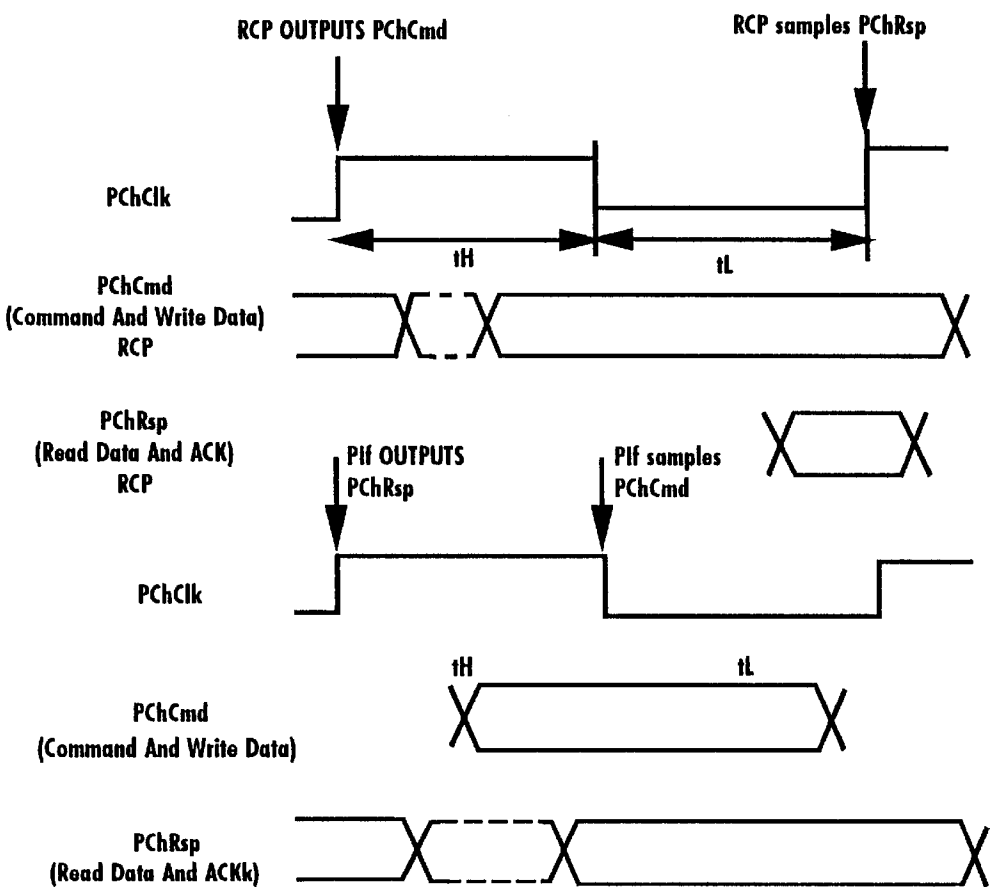 RCP OUTPUTS PChCmd
RCP samples PChRsp
PChClk
tH
tL
PChCmd
(Command And Write Data)
RCP
PChRsp
(Read Data And ACK)
RCP
PIf OUTPUTS
PChRsp
PIf samples
PChCmd
PChClk
tH
tL
PChCmd
(Command And Write Data)
PChRsp
(Read Data And ACKk)